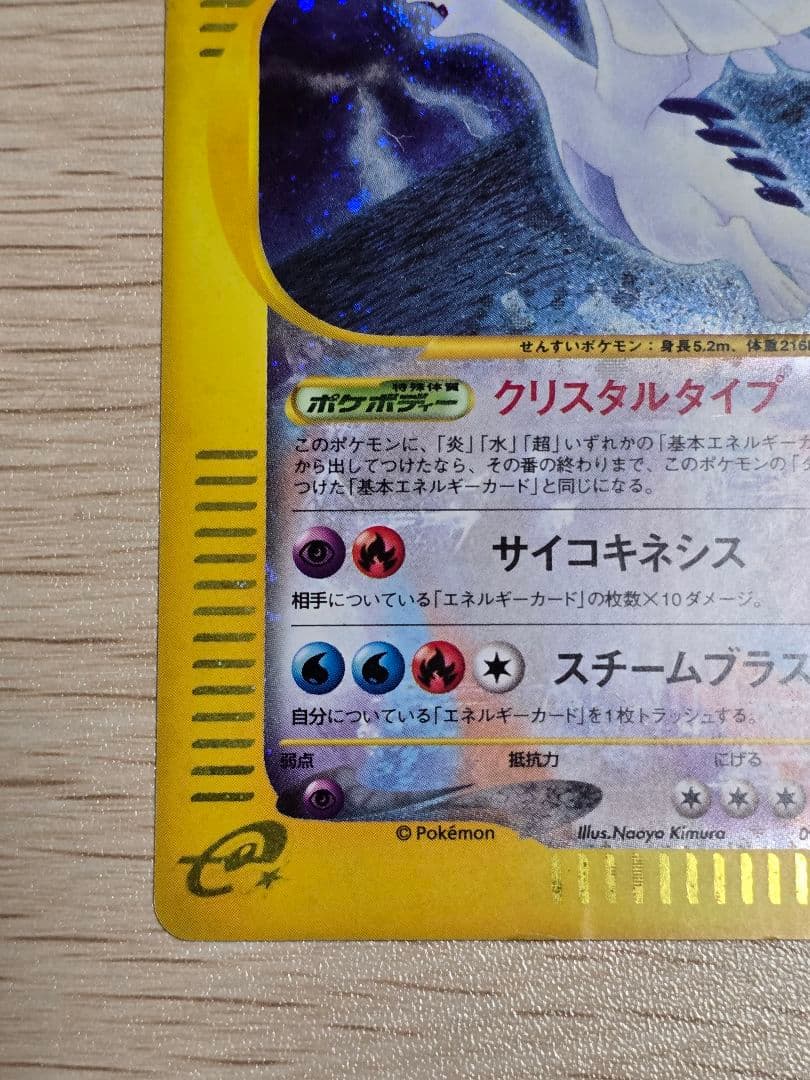 せんすいポケモン：身長5.2m、体重216
特殊体質
ポケボディー
クリスタルタイプ
このポケモンに、「炎」「水」「超」いずれかの「基本エネルギーカ
から出してつけたなら、その番の終わりまで、このポケモンの「タ
つけた「基本エネルギーカード」と同じになる。
サイコキネシス
相手についている「エネルギーカード」の枚数×10ダメージ。
スチームブラス
自分についている「エネルギーカード」を1枚トラッシュする。
弱点 抵抗力 にげる
© Pokémon Illus.Naoyo Kimura 0
e